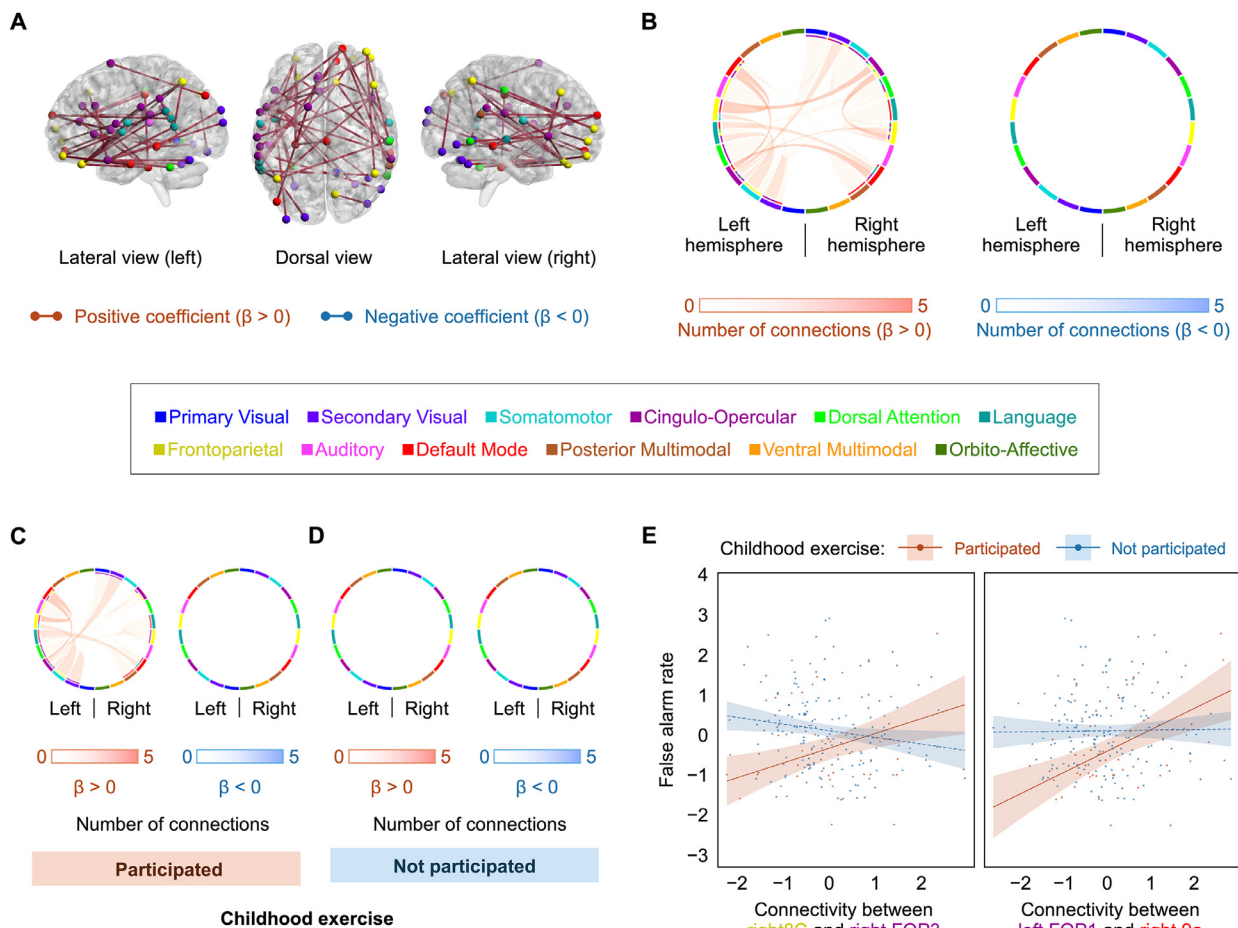 A
B
Lateral view (left)
Dorsal view
Lateral view (right)
Positive coefficient (β > 0)
Negative coefficient (β < 0)
Left
hemisphere
Right
hemisphere
Left
hemisphere
Right
hemisphere
0
5
Number of connections (β > 0)
0
5
Number of connections (β < 0)
Primary Visual
Secondary Visual
Somatomotor
Cingulo-Opercular
Dorsal Attention
Language
Frontoparietal
Auditory
Default Mode
Posterior Multimodal
Ventral Multimodal
Orbito-Affective
C
D
E
Left
Right
Left
Right
Left
Right
Left
Right
0
5
β > 0
0
5
β < 0
0
5
β > 0
0
5
β < 0
Number of connections
Number of connections
Participated
Not participated
Childhood exercise
Childhood exercise:
Participated
Not participated
False alarm rate
4
3
2
1
0
−1
−2
−3
−2
−1
0
1
2
−2
−1
0
1
2
Connectivity between
Connectivity between
and right
left FOP1 and right